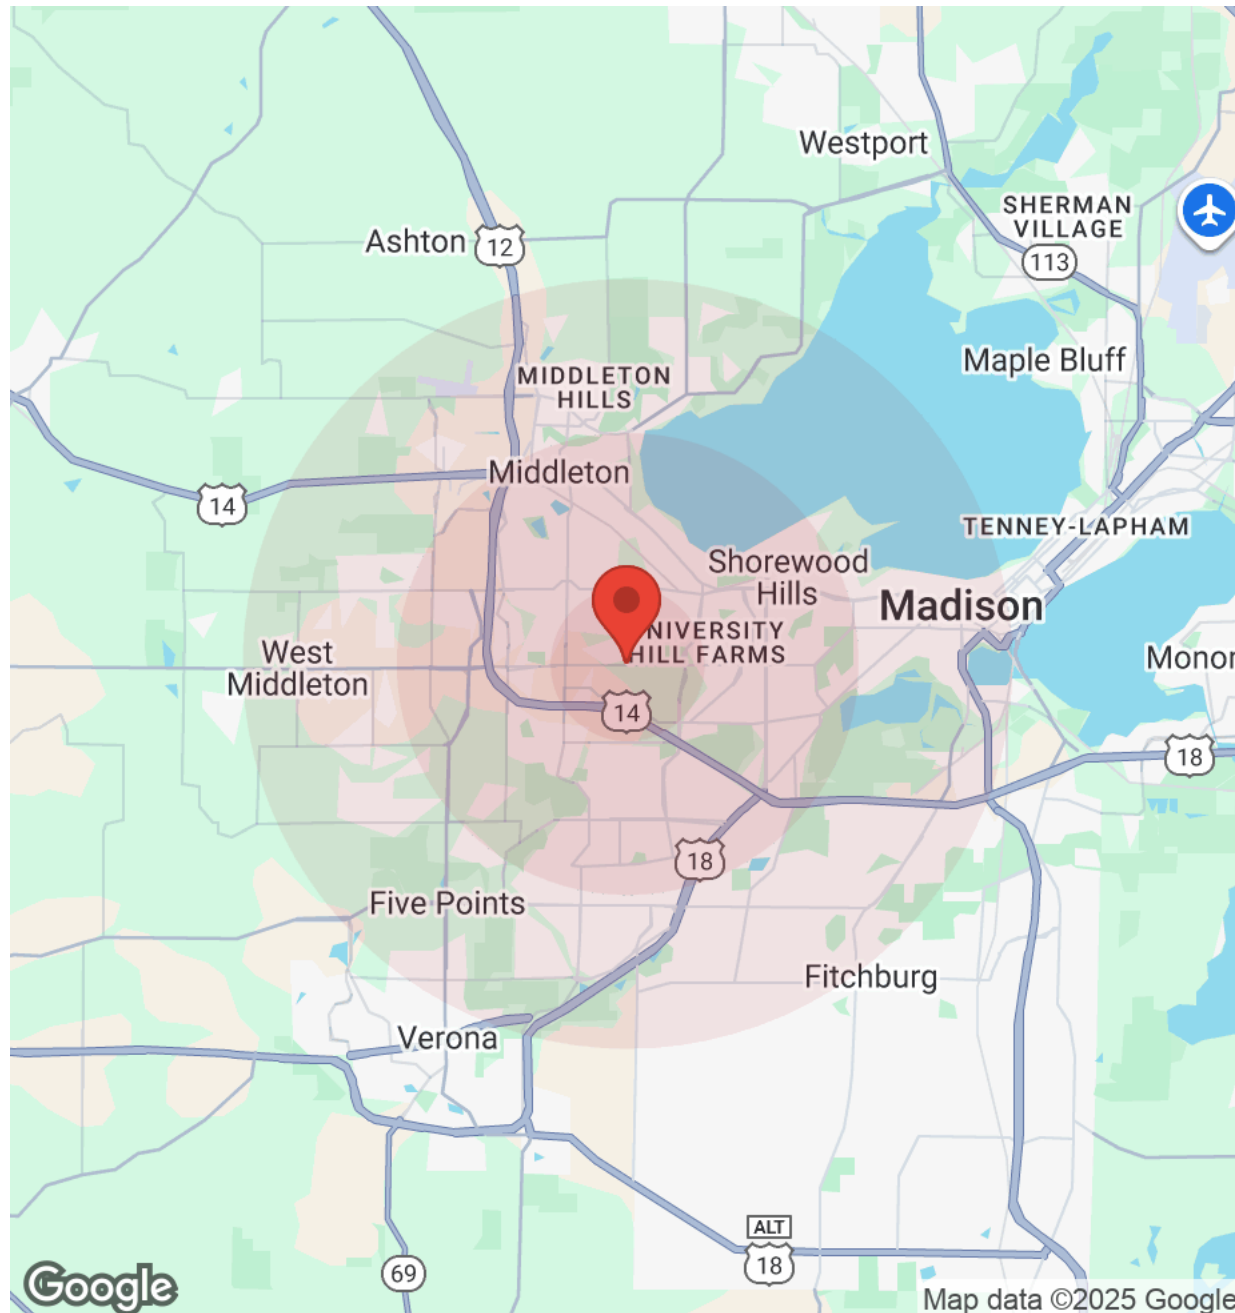 Westport
SHERMAN
VILLAGE
Ashton
12
113
Maple Bluff
MIDDLETON
HILLS
Middleton
14
TENNEY-LAPHAM
Shorewood
Hills
Madison
NIVERSITY
HILL FARMS
West
Middleton
Monor
14
18
18
Five Points
Fitchburg
Verona
ALT
18
69
Google
Map data ©2025 Google